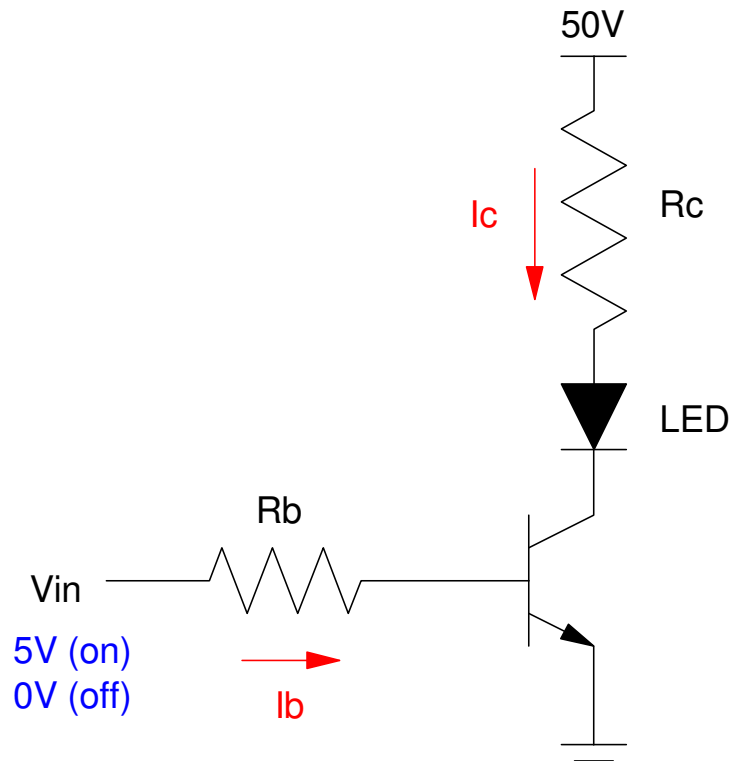 50V
Ic
Rc
LED
Rb
Vin
5V (on)
0V (off)
Ib